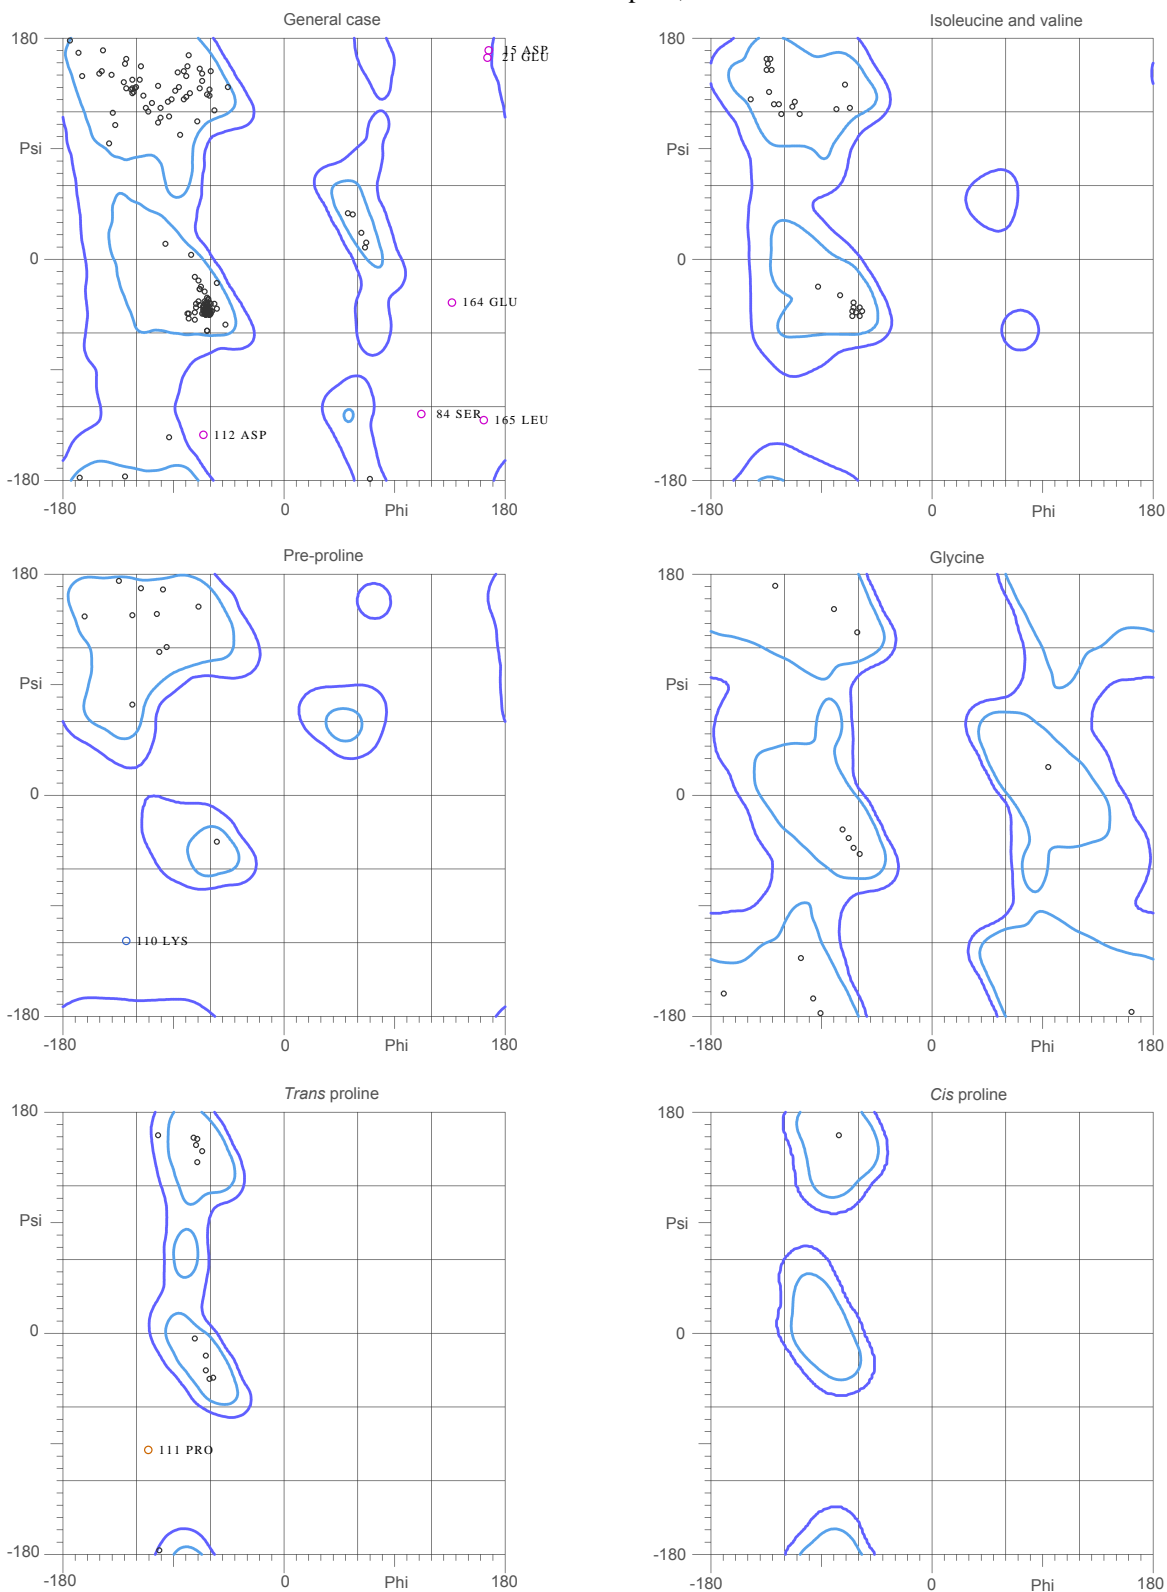 General case
180
Psi
0
-180
-180
0
Phi
180
15 ASP
21 GLU
164 GLU
84 SER
165 LEU
112 ASP
Isoleucine and valine
180
Psi
0
-180
-180
0
Phi
180
Pre-proline
180
Psi
0
-180
-180
0
Phi
180
110 LYS
Glycine
180
Psi
0
-180
-180
0
Phi
180
Trans proline
180
Psi
0
-180
-180
0
Phi
180
111 PRO
Cis proline
180
Psi
0
-180
-180
0
Phi
180